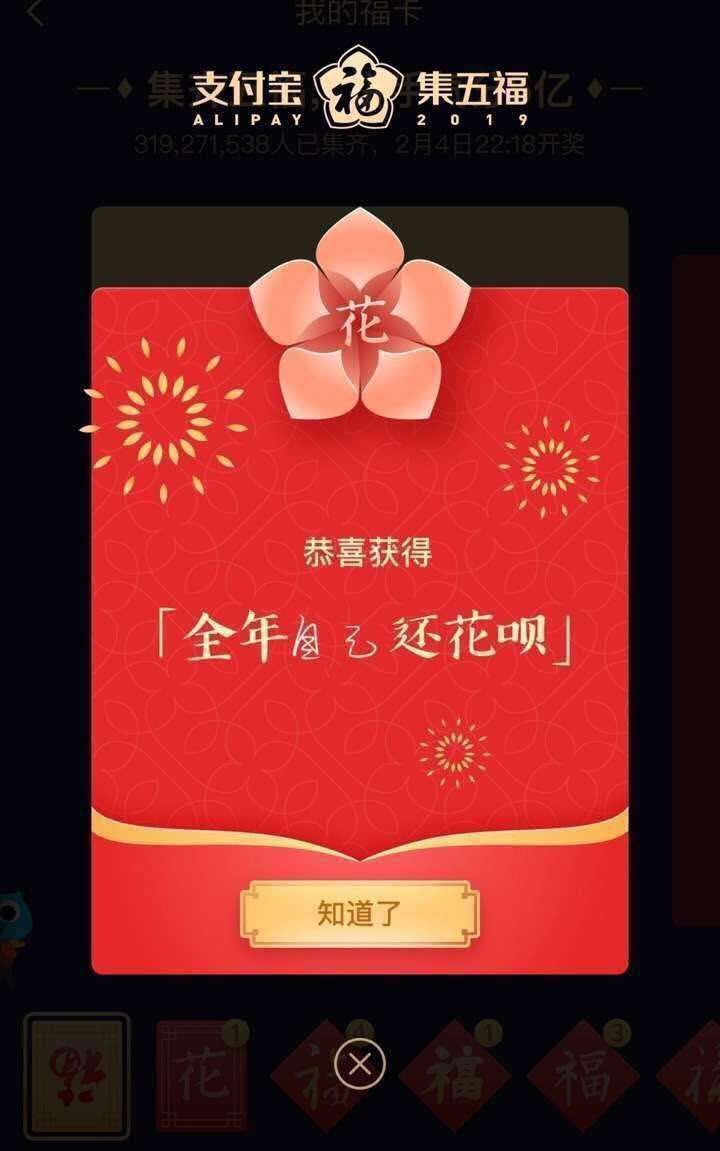 我的福卡
支付宝 福 集五福
ALIPAY 2019
319,271,538人已集齐，2月4日22:18开奖
花
恭喜获得
「全年自己还花呗」
知道了
1 4 1 3
福 花 福 福 福 福